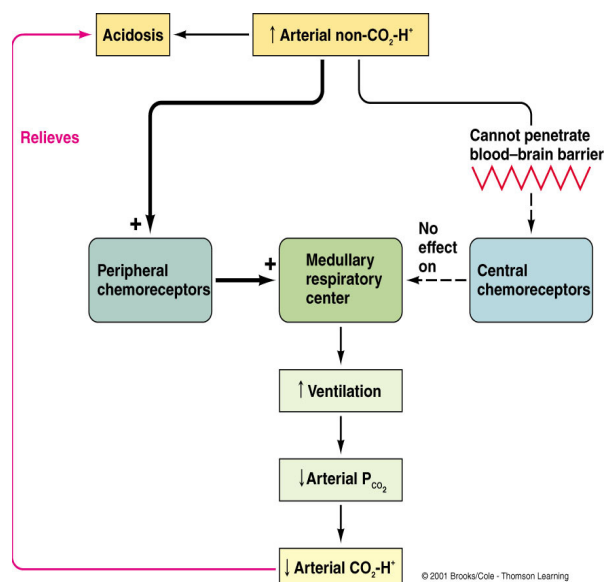 Acidosis
↑ Arterial non-CO₂-H⁺
Relieves
Cannot penetrate
blood–brain barrier
+
Peripheral
chemoreceptors
+
Medullary
respiratory
center
No
effect
on
Central
chemoreceptors
↑ Ventilation
↓ Arterial P_CO₂
↓ Arterial CO₂-H⁺
© 2001 Brooks/Cole - Thomson Learning